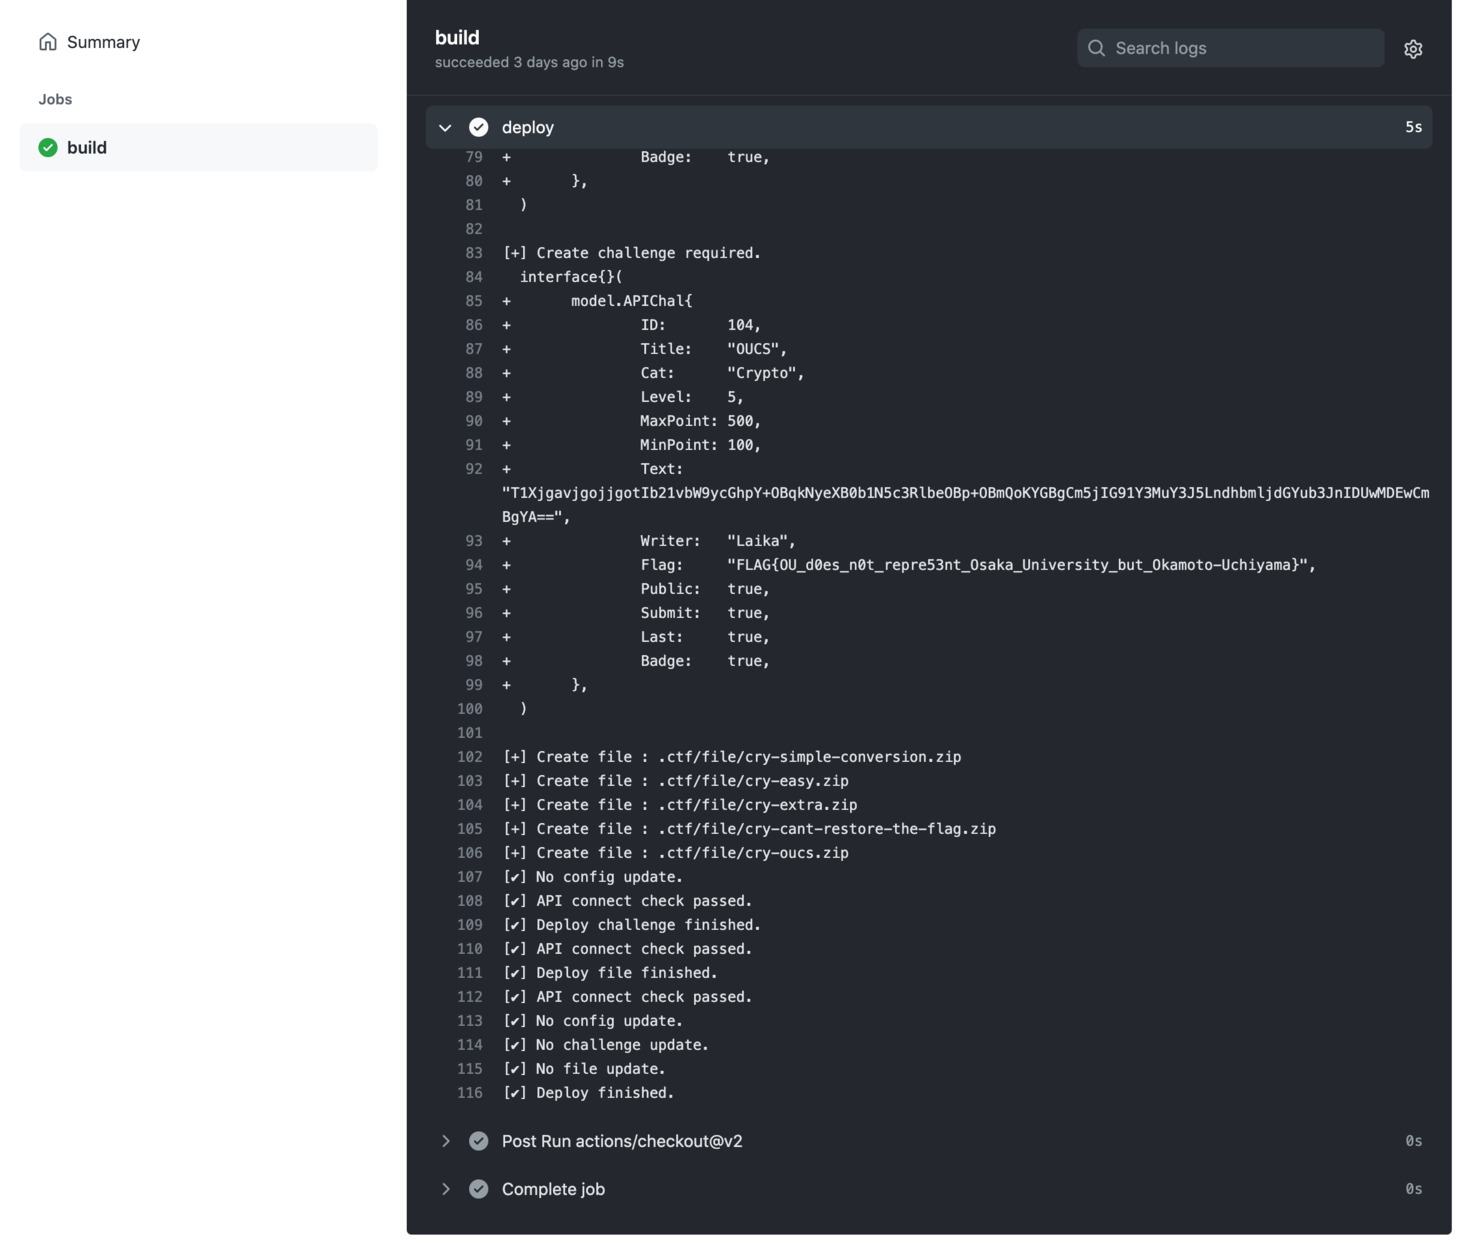 Summary
Jobs
build
build
succeeded 3 days ago in 9s
Search logs
deploy 5s
79 + Badge: true,
80 + },
81 )
82
83 [+] Create challenge required.
84 interface{}(
85 + model.APIChal{
86 + ID: 104,
87 + Title: "OUCS",
88 + Cat: "Crypto",
89 + Level: 5,
90 + MaxPoint: 500,
91 + MinPoint: 100,
92 + Text:
"T1XjgavjgojjgotIb21vbW9ycGhpY+OBqkNyeXB0b1N5c3RlbeOBp+OBmQoKYGBgCm5jIG91Y3MuY3J5LndhbmljdGYub3JnIDUwMDEwCm
BgYA==",
93 + Writer: "Laika",
94 + Flag: "FLAG{OU_d0es_n0t_repre53nt_Osaka_University_but_Okamoto-Uchiyama}",
95 + Public: true,
96 + Submit: true,
97 + Last: true,
98 + Badge: true,
99 + },
100 )
101
102 [+] Create file : .ctf/file/cry-simple-conversion.zip
103 [+] Create file : .ctf/file/cry-easy.zip
104 [+] Create file : .ctf/file/cry-extra.zip
105 [+] Create file : .ctf/file/cry-cant-restore-the-flag.zip
106 [+] Create file : .ctf/file/cry-oucs.zip
107 [✔] No config update.
108 [✔] API connect check passed.
109 [✔] Deploy challenge finished.
110 [✔] API connect check passed.
111 [✔] Deploy file finished.
112 [✔] API connect check passed.
113 [✔] No config update.
114 [✔] No challenge update.
115 [✔] No file update.
116 [✔] Deploy finished.
Post Run actions/checkout@v2 0s
Complete job 0s